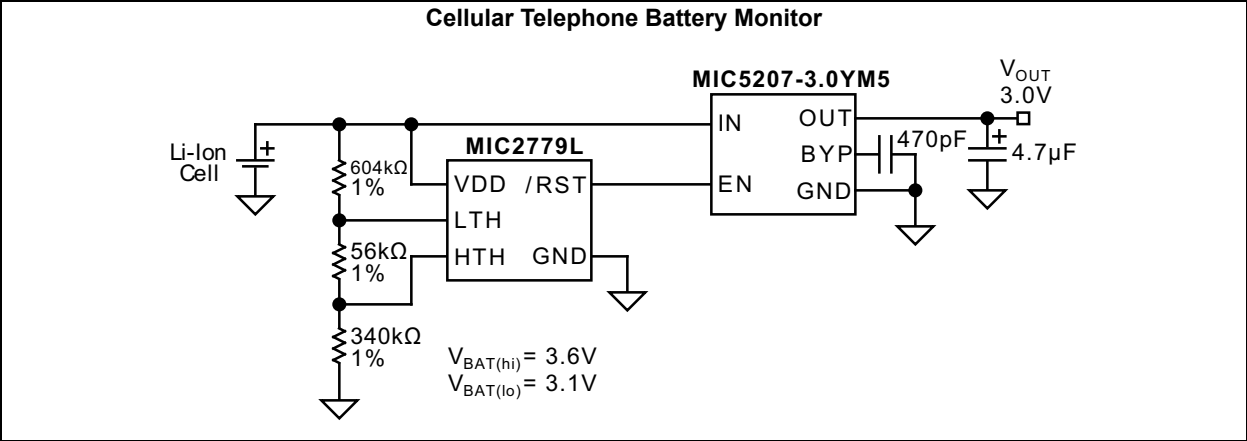 Cellular Telephone Battery Monitor
MIC5207-3.0YM5
VOUT
3.0V
IN
OUT
BYP
EN
GND
470pF
+
4.7µF
Li-Ion
Cell
+
604kΩ
1%
MIC2779L
VDD
/RST
LTH
HTH
GND
56kΩ
1%
340kΩ
1%
VBAT(hi)= 3.6V
VBAT(lo)= 3.1V